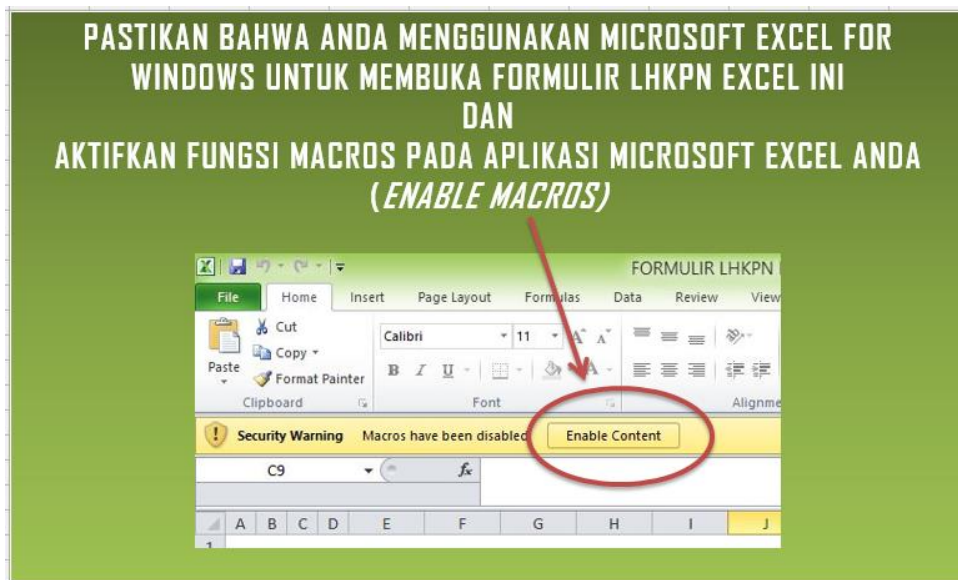 PASTIKAN BAHWA ANDA MENGGUNAKAN MICROSOFT EXCEL FOR
WINDOWS UNTUK MEMBUKA FORMULIR LHKPN EXCEL INI
DAN
AKTIFKAN FUNGSI MACROS PADA APLIKASI MICROSOFT EXCEL ANDA
(ENABLE MACROS)
FORMULIR LHKPN
File Home Insert Page Layout Formulas Data Review View
Cut
Copy
Format Painter
Paste
Calibri 11 A A
B I U A
Clipboard Font Alignme
Security Warning Macros have been disabled Enable Content
C9 fx
A B C D E F G H I J
1